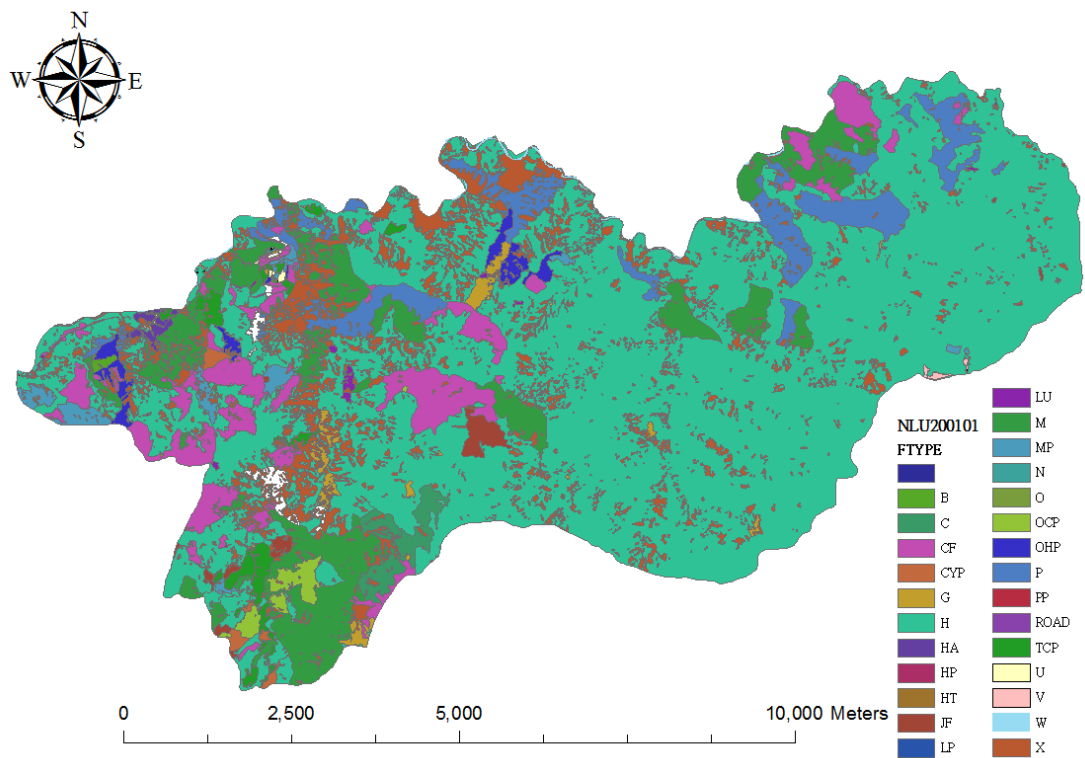 N
W E
S
NLU200101
FTYPE
B
C
CF
CYP
G
H
HA
HP
HT
JF
LP
LU
M
MP
N
O
OCP
OHP
P
PP
ROAD
TCP
U
V
W
X
0 2,500 5,000 10,000 Meters